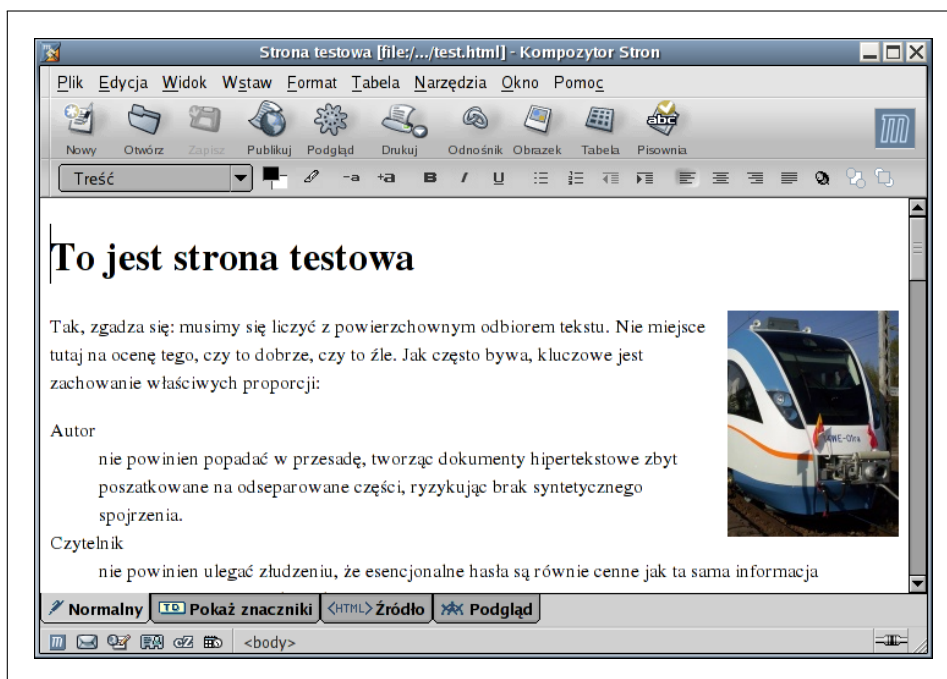 Strona testowa [file:/.../test.html] - Kompozytor Stron
Plik Edycja Widok Wstaw Format Tabela Narzędzia Okno Pomoc
Nowy Otwórz Zapisz Publikuj Podgląd Drukuj Odnośnik Obrazek Tabela Pisownia
Treść -a +a B I U
To jest strona testowa
Tak, zgadza się: musimy się liczyć z powierzchownym odbiorem tekstu. Nie miejsce
tutaj na ocenę tego, czy to dobrze, czy to źle. Jak często bywa, kluczowe jest
zachowanie właściwych proporcji:
Autor
nie powinien popadać w przesadę, tworząc dokumenty hipertekstowe zbyt
poszatkowane na odseparowane części, ryzykując brak syntetycznego
spojrzenia.
Czytelnik
nie powinien ulegać złudzeniu, że esencjonalne hasła są równie cenne jak ta sama informacja
Normalny TD Pokaż znaczniki <HTML> Źródło Podgląd
<body>